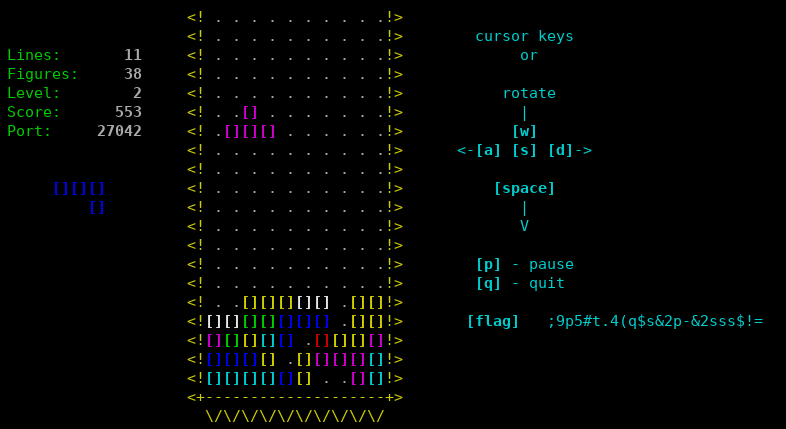 <! . . . . . . . . . .!>
<! . . . . . . . . . .!>   cursor keys
Lines: 11 <! . . . . . . . . . .!>   or
Figures: 38 <! . . . . . . . . . .!>
Level: 2 <! . . . . . . . . . .!>   rotate
Score: 553 <! . .[] . . . . . . .!>   |
Port: 27042 <! .[][][] . . . . . .!>   [w]
<! . . . . . . . . . .!>   <-[a] [s] [d]->
<! . . . . . . . . . .!>
[][][] <! . . . . . . . . . .!>   [space]
[] <! . . . . . . . . . .!>   |
<! . . . . . . . . . .!>   V
<! . . . . . . . . . .!>
<! . . . . . . . . . .!>   [p] - pause
<! . . . . . . . . . .!>   [q] - quit
<! . .[][][][][] .[][]!>
<![][][][][][][] .[][]!>   [flag]   ;9p5#t.4(q$s&2p-&2sss$!=
<![][][][][] .[][][][]!>
<![][][][] .[][][][][]!>
<![][][][][][] . .[][]!>
<+--------------------+>
\/\/\/\/\/\/\/\/\/\/